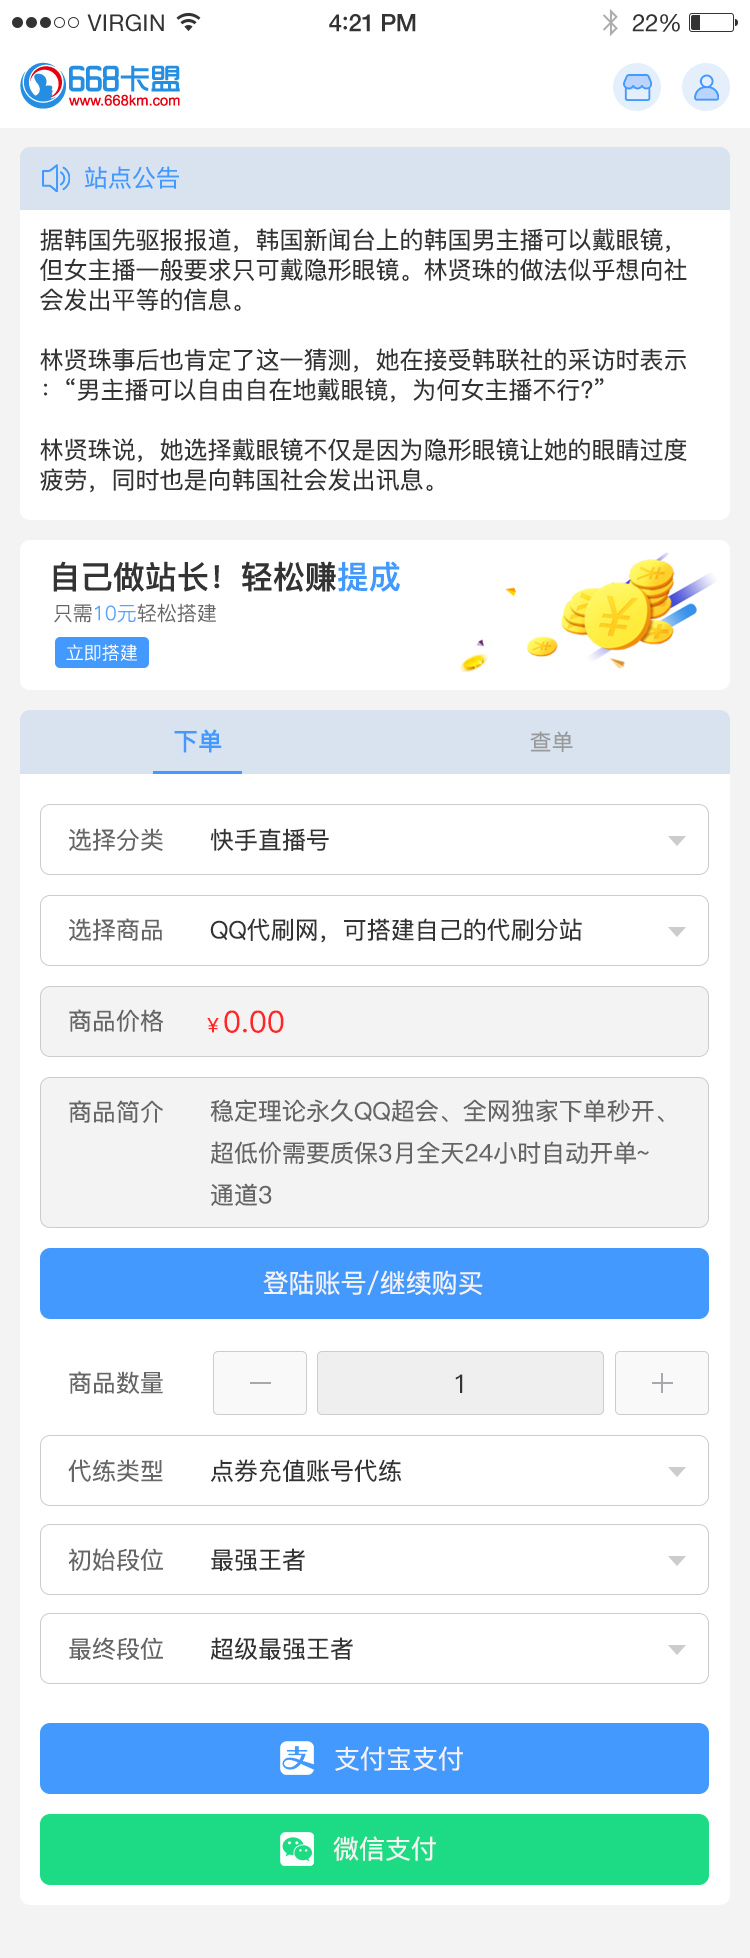 ●●●○○ VIRGIN 4:21 PM 22%
668卡盟
www.668km.com
站点公告
据韩国先驱报报道，韩国新闻台上的韩国男主播可以戴眼镜，
但女主播一般要求只可戴隐形眼镜。林贤珠的做法似乎想向社
会发出平等的信息。
林贤珠事后也肯定了这一猜测，她在接受韩联社的采访时表示
：“男主播可以自由自在地戴眼镜，为何女主播不行?”
林贤珠说，她选择戴眼镜不仅是因为隐形眼镜让她的眼睛过度
疲劳，同时也是向韩国社会发出讯息。
自己做站长！轻松赚提成
只需10元轻松搭建
立即搭建
下单 查单
选择分类 快手直播号
选择商品 QQ代刷网，可搭建自己的代刷分站
商品价格 ¥0.00
商品简介 稳定理论永久QQ超会、全网独家下单秒开、
超低价需要质保3月全天24小时自动开单~
通道3
登陆账号/继续购买
商品数量 — 1 +
代练类型 点券充值账号代练
初始段位 最强王者
最终段位 超级最强王者
支付宝支付
微信支付